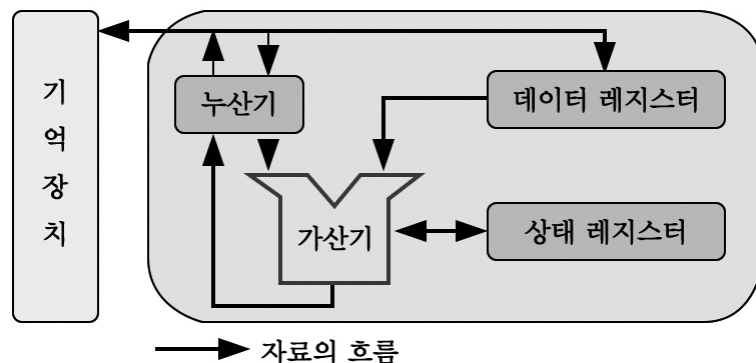 기억장치
누산기
데이터 레지스터
가산기
상태 레지스터
자료의 흐름